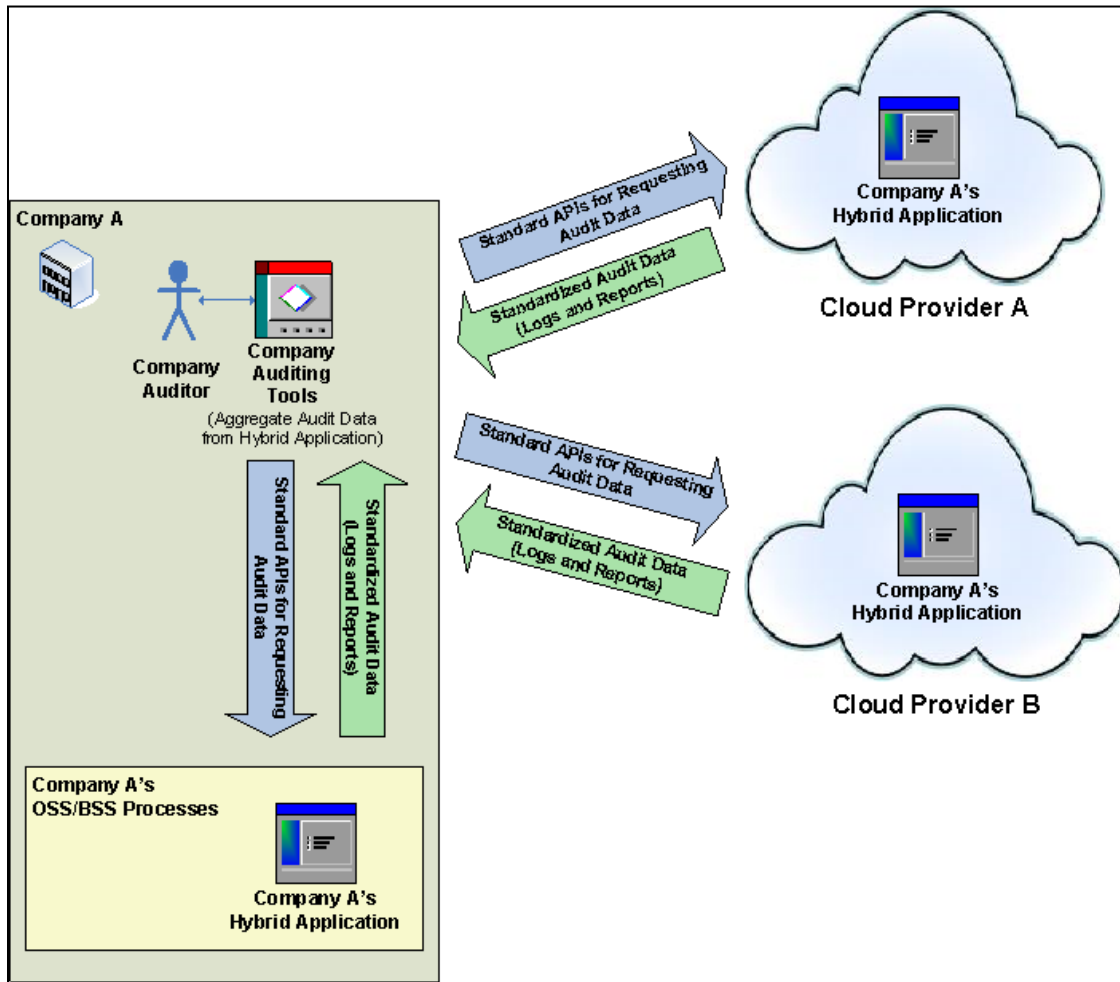 Company A
Company
Auditor
Company
Auditing
Tools
(Aggregate Audit Data
from Hybrid Application)
Standard APIs for Requesting
Audit Data
Standardized Audit Data
(Logs and Reports)
Company A's
OSS/BSS Processes
Company A's
Hybrid Application
Standard APIs for Requesting
Audit Data
Standardized Audit Data
(Logs and Reports)
Company A's
Hybrid Application
Cloud Provider A
Standard APIs for Requesting
Audit Data
Standardized Audit Data
(Logs and Reports)
Company A's
Hybrid Application
Cloud Provider B